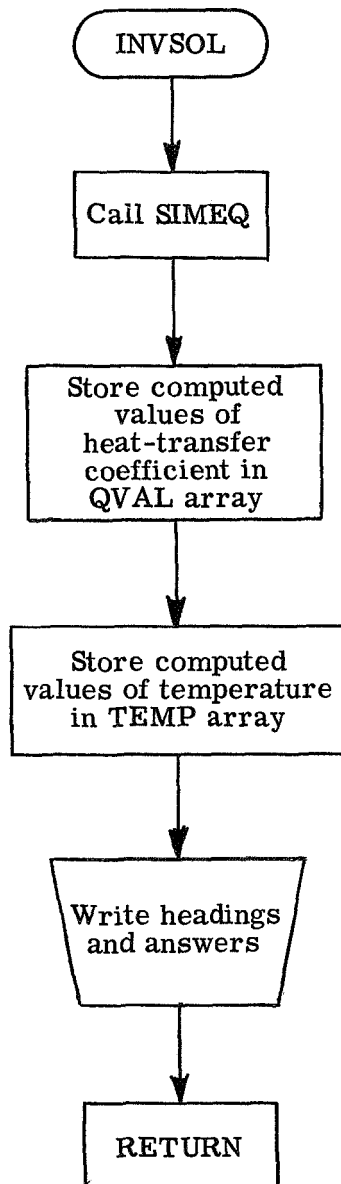 INVSOL
Call SIMEQ
Store computed
values of
heat-transfer
coefficient in
QVAL array
Store computed
values of temperature
in TEMP array
Write headings
and answers
RETURN